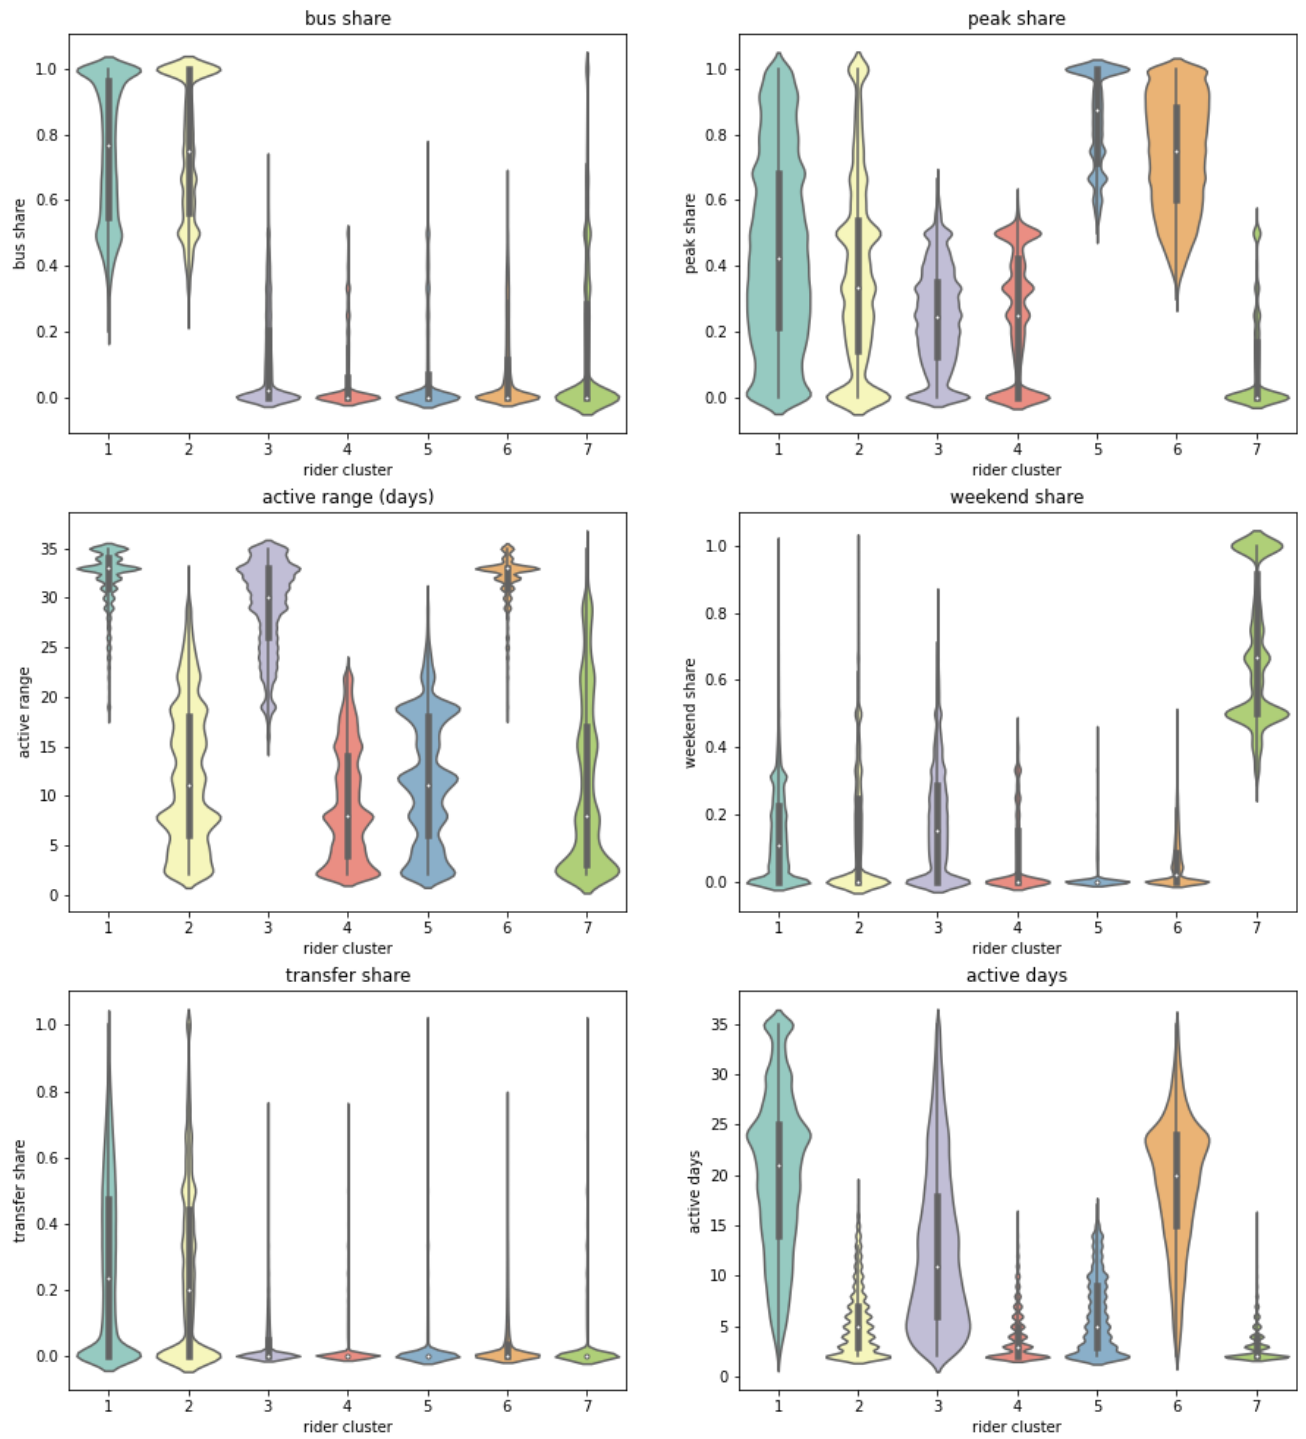 bus share
bus share
1.0
0.8
0.6
0.4
0.2
0.0
1 2 3 4 5 6 7
rider cluster
peak share
peak share
1.0
0.8
0.6
0.4
0.2
0.0
1 2 3 4 5 6 7
rider cluster
active range (days)
active range
35
30
25
20
15
10
5
0
1 2 3 4 5 6 7
rider cluster
weekend share
weekend share
1.0
0.8
0.6
0.4
0.2
0.0
1 2 3 4 5 6 7
rider cluster
transfer share
transfer share
1.0
0.8
0.6
0.4
0.2
0.0
1 2 3 4 5 6 7
rider cluster
active days
active days
35
30
25
20
15
10
5
0
1 2 3 4 5 6 7
rider cluster